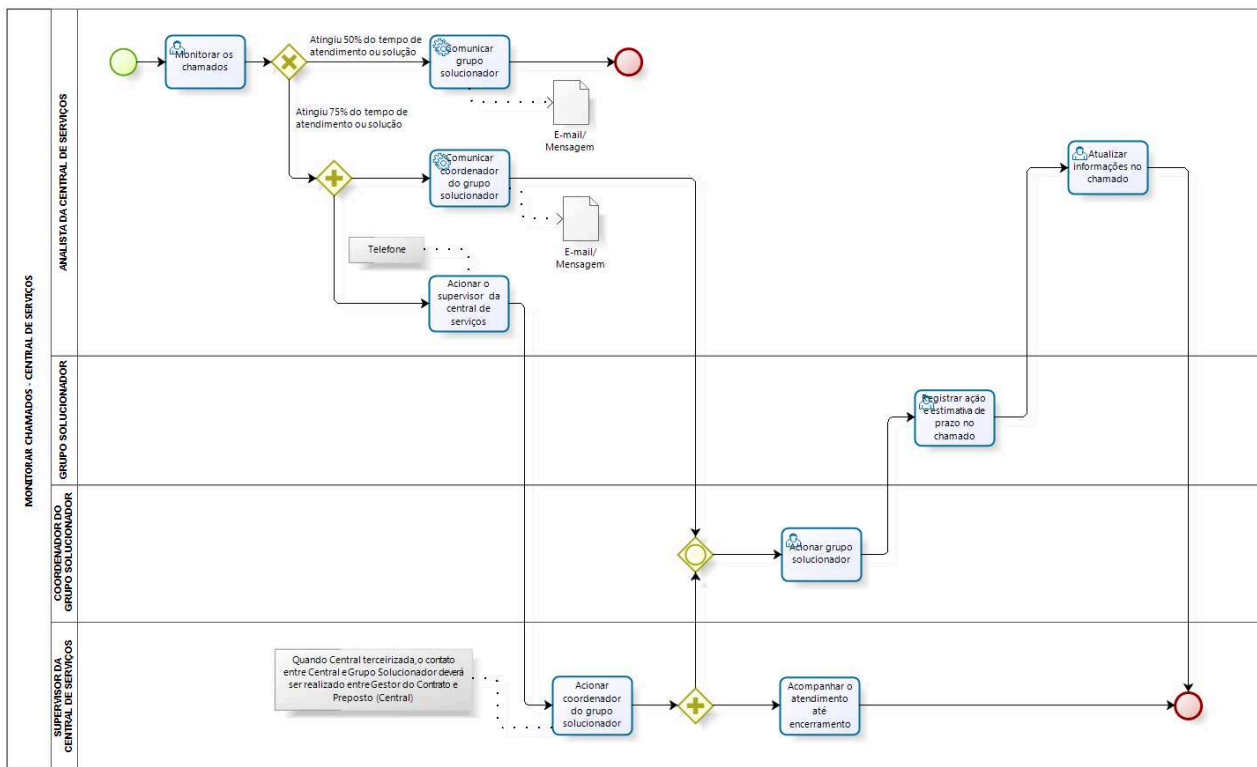 MONITORAR CHAMADOS - CENTRAL DE SERVIÇOS
ANALISTA DA CENTRAL DE SERVIÇOS
Monitorar os
chamados
Atingiu 50% do tempo de
atendimento ou solução
Comunicar
grupo
solucionador
E-mail/
Mensagem
Atingiu 75% do tempo de
atendimento ou solução
Comunicar
coordenador
do grupo
solucionador
E-mail/
Mensagem
Telefone
Acionar o
supervisor da
central de
serviços
Atualizar
informações no
chamado
GRUPO SOLUCIONADOR
Registrar ação
e estimativa de
prazo no
chamado
COORDENADOR DO
GRUPO SOLUCIONADOR
Acionar grupo
solucionador
SUPERVISOR DA
CENTRAL DE SERVIÇOS
Quando Central terceirizada, o contato
entre Central e Grupo Solucionador deverá
ser realizado entre Gestor do Contrato e
Preposto (Central)
Acionar
coordenador
do grupo
solucionador
Acompanhar o
atendimento
até
encerramento